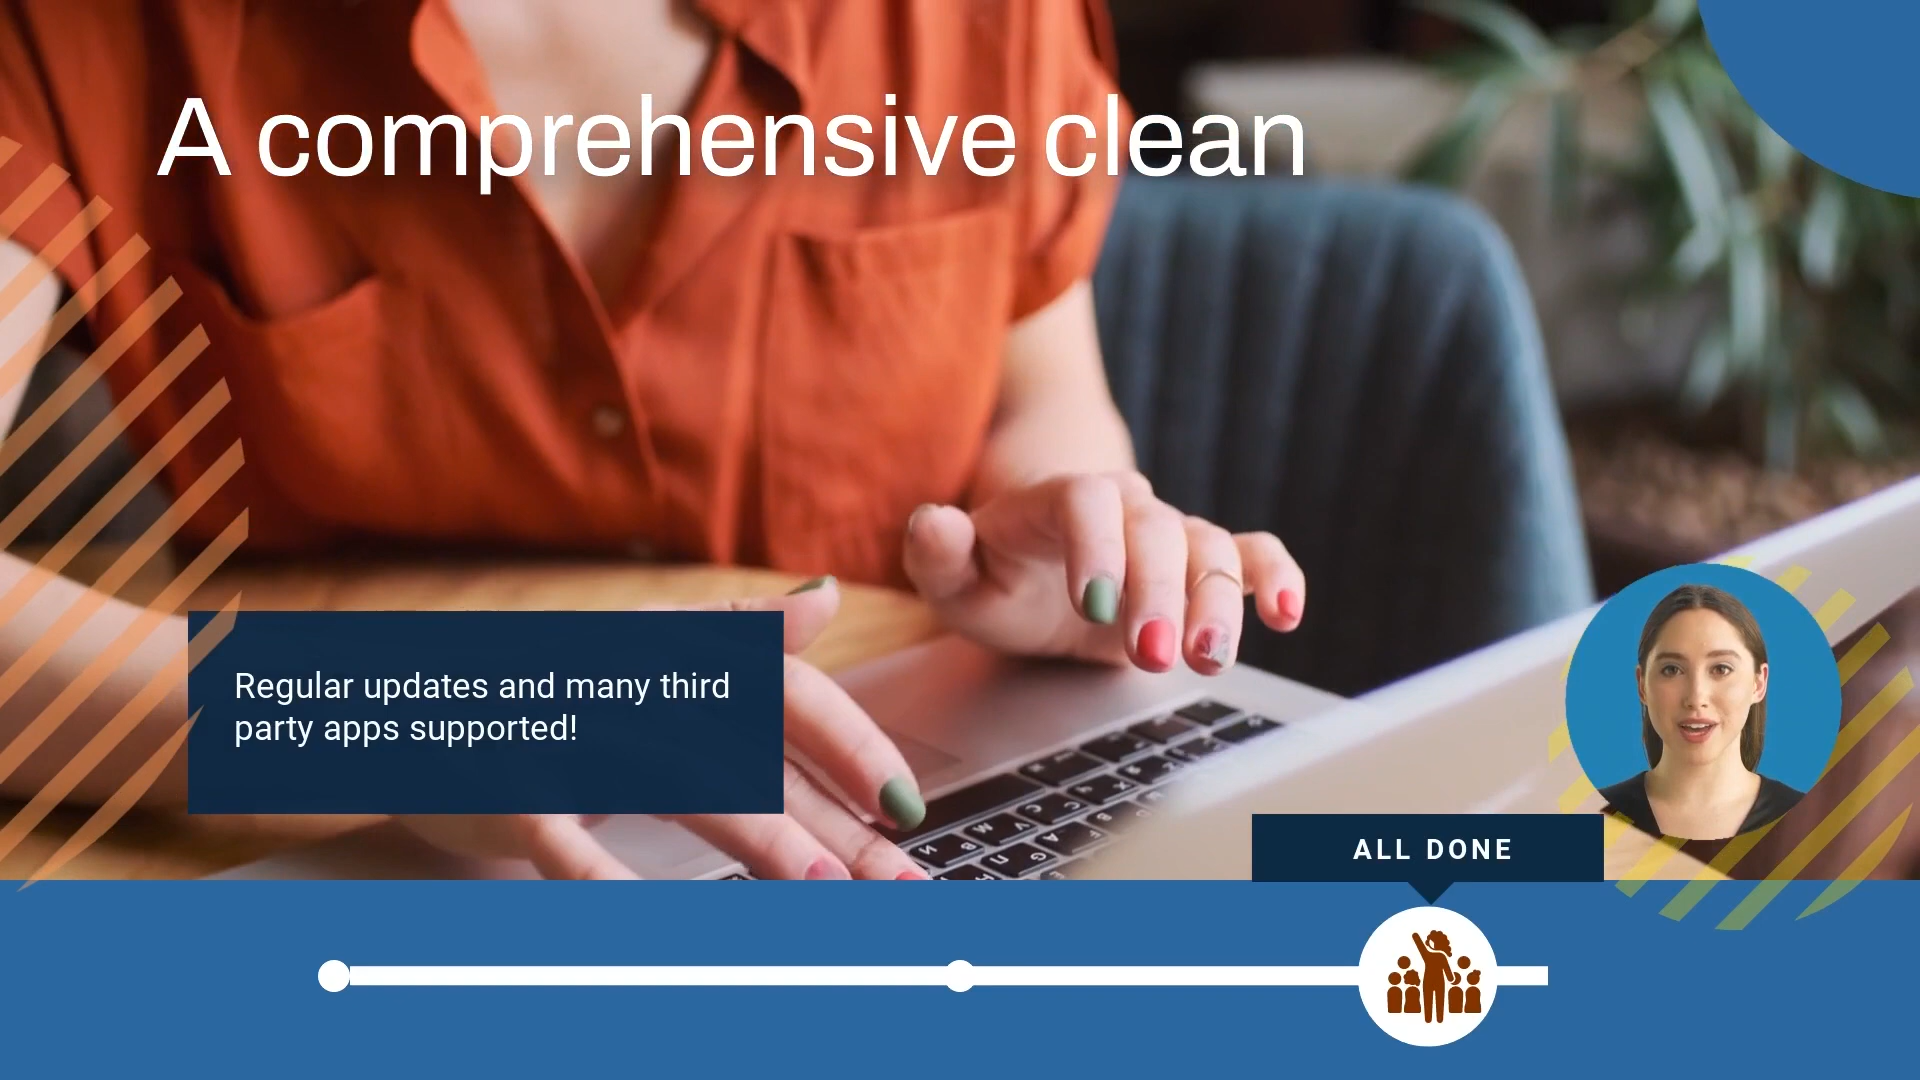 A comprehensive clean
Regular updates and many third
party apps supported!
ALL DONE